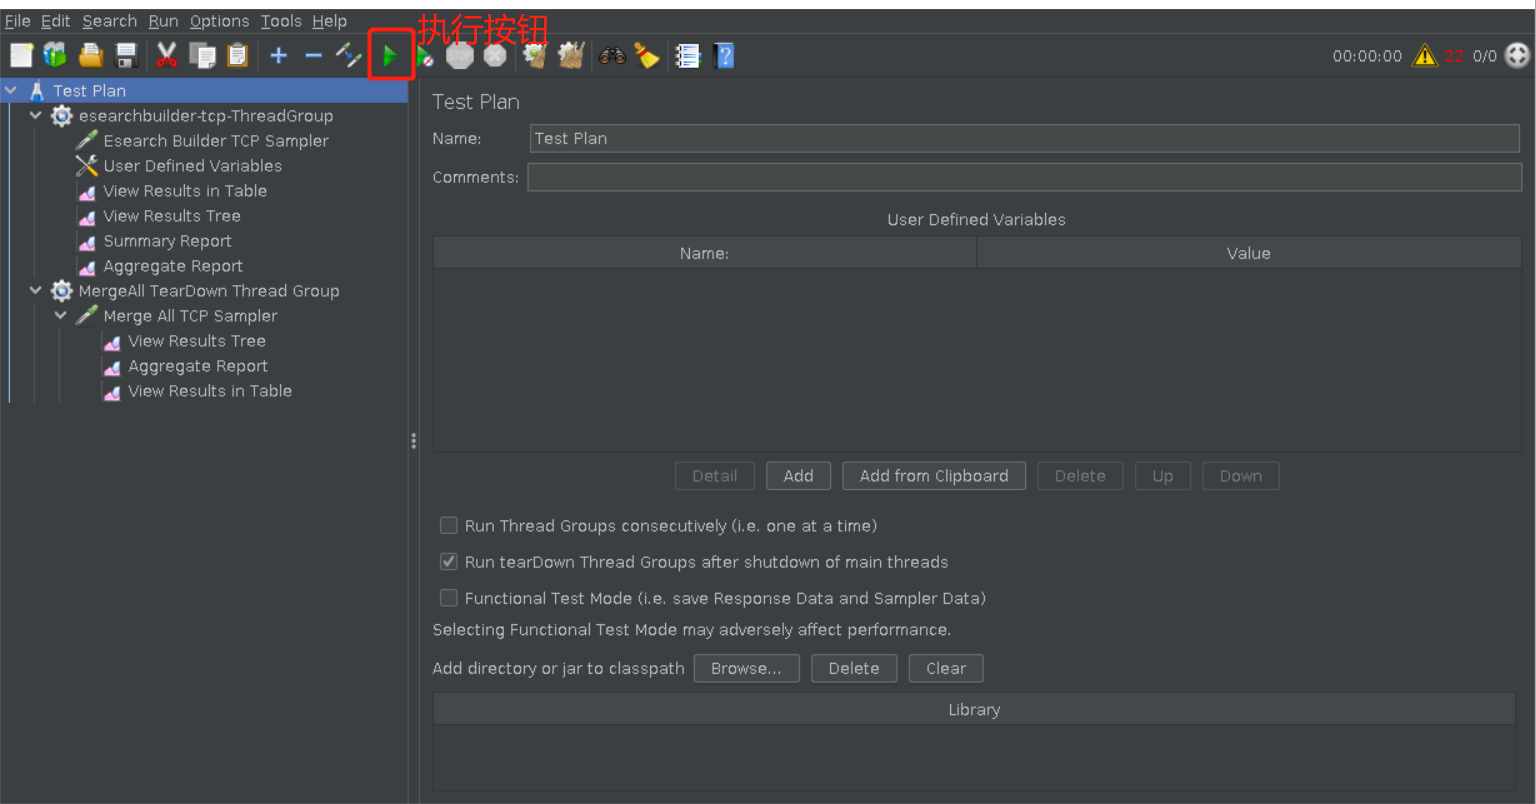 File Edit Search Run Options Tools Help
执行按钮
STOP
00:00:00 22 0/0
Test Plan
esearchbuilder-tcp-ThreadGroup
Esearch Builder TCP Sampler
User Defined Variables
View Results in Table
View Results Tree
Summary Report
Aggregate Report
MergeAll TearDown Thread Group
Merge All TCP Sampler
View Results Tree
Aggregate Report
View Results in Table
Test Plan
Name: Test Plan
Comments:
User Defined Variables
Name: Value
Detail Add Add from Clipboard Delete Up Down
Run Thread Groups consecutively (i.e. one at a time)
Run tearDown Thread Groups after shutdown of main threads
Functional Test Mode (i.e. save Response Data and Sampler Data)
Selecting Functional Test Mode may adversely affect performance.
Add directory or jar to classpath Browse... Delete Clear
Library